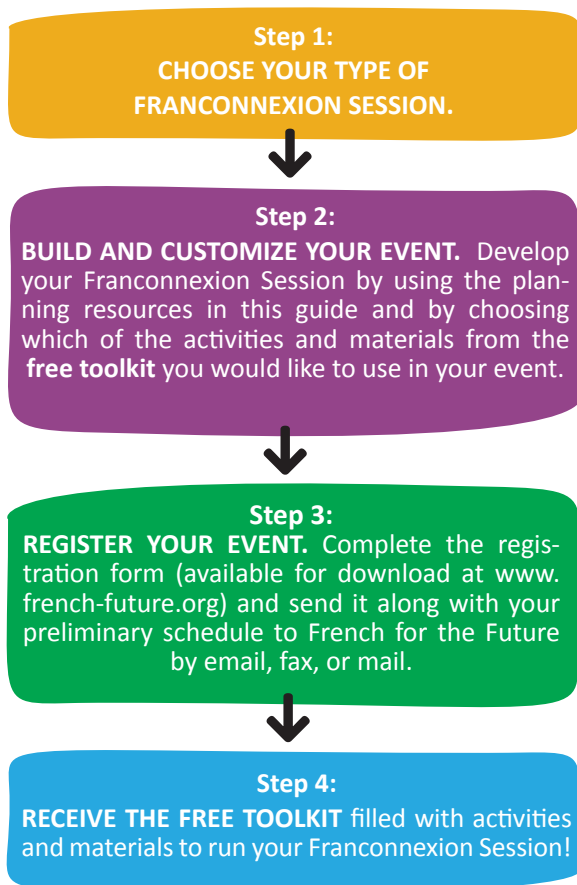 Step 1:
CHOOSE YOUR TYPE OF
FRANCONNEXION SESSION.
Step 2:
BUILD AND CUSTOMIZE YOUR EVENT. Develop
your Franconnexion Session by using the plan-
ning resources in this guide and by choosing
which of the activities and materials from the
free toolkit you would like to use in your event.
Step 3:
REGISTER YOUR EVENT. Complete the regis-
tration form (available for download at www.
french-future.org) and send it along with your
preliminary schedule to French for the Future
by email, fax, or mail.
Step 4:
RECEIVE THE FREE TOOLKIT filled with activities
and materials to run your Franconnexion Session!